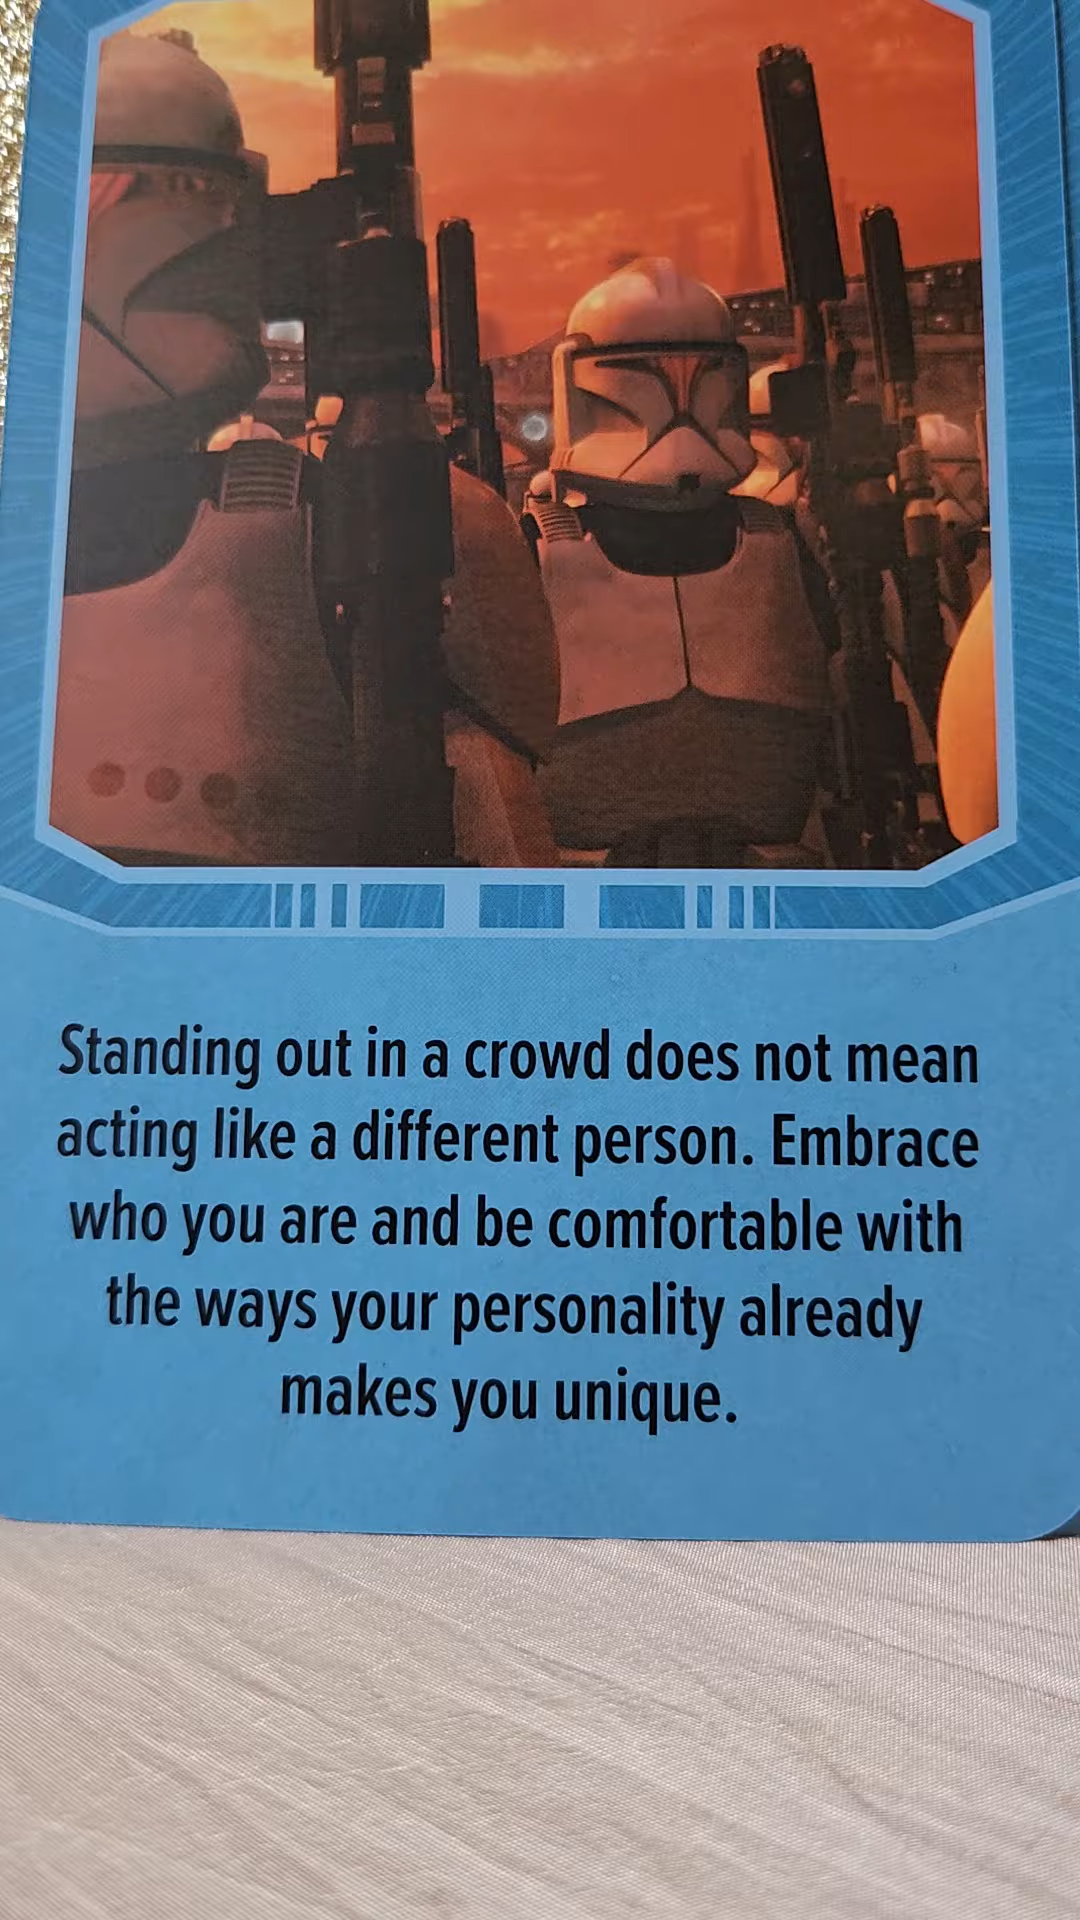 Standing out in a crowd does not mean
acting like a different person. Embrace
who you are and be comfortable with
the ways your personality already
makes you unique.